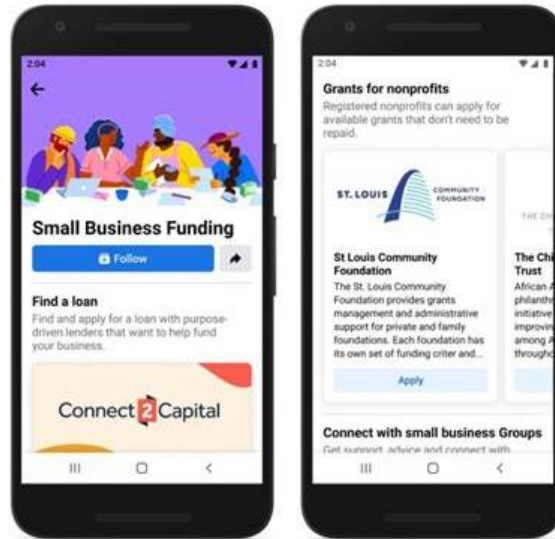 2:04
Small Business Funding
Follow
Find a loan
Find and apply for a loan with purpose-
driven lenders that want to help fund
your business.
Connect2Capital
2:04
Grants for nonprofits
Registered nonprofits can apply for
available grants that don't need to be
repaid.
ST. LOUIS COMMUNITY
FOUNDATION
St Louis Community
Foundation
The St. Louis Community
Foundation provides grants
management and administrative
support for private and family
foundations. Each foundation has
its own set of funding criter and...
Apply
THE CH
The Chi
Trust
African A
philanth
initiative
improvin
among A
througho
Connect with small business Groups
Get support, advice and connect with